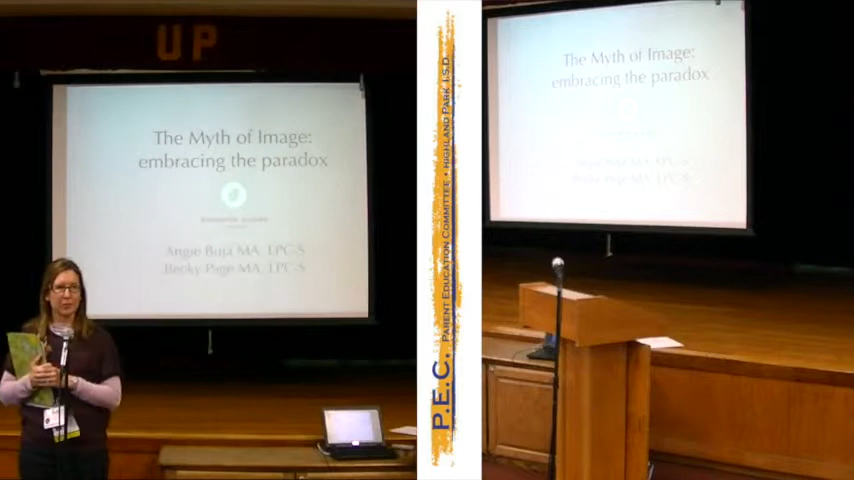 UP
The Myth of Image:
embracing the paradox
Angie Buja MA, LPC-S
Becky Page MA, LPC-S
P.E.C. PARENT EDUCATION COMMITTEE • HIGHLAND PARK I.S.D.
The Myth of Image:
embracing the paradox